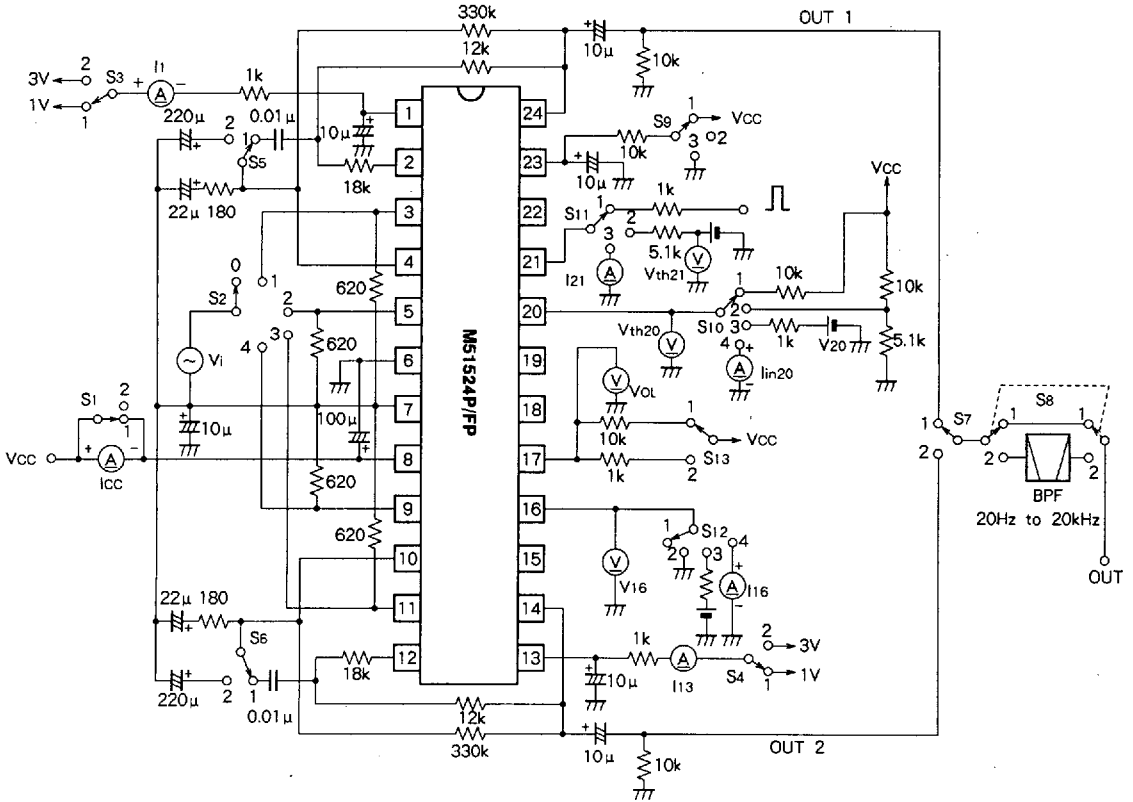 330k
OUT 1
12k
10μ
10k
3V
2
S3
I1
+
A
−
1k
1V
1
220μ
2
1
0.01μ
10μ
S5
18k
22μ
180
1
2
3
4
5
6
7
8
9
10
11
12
M51524P/FP
24
23
22
21
20
19
18
17
16
15
14
13
10k
S9
1
VCC
2
3
10μ
1k
S11
1
2
3
5.1k
A
I21
V
Vth21
VCC
10k
1
S10
2
3
4
10k
5.1k
1k
V20
V
Vth20
A
Iin20
0
S2
1
2
3
4
Vi
620
620
620
620
100μ
10μ
S1
2
1
VCC
+
A
−
ICC
V
VOL
10k
1
VCC
1k
S13
2
1
S12
2
3
4
V
V16
A
I16
1
S7
2
S8
1
1
2
2
BPF
20Hz to 20kHz
OUT
22μ
180
S6
220μ
2
1
0.01μ
18k
12k
330k
1k
A
I13
10μ
2
3V
S4
1
1V
10μ
OUT 2
10k